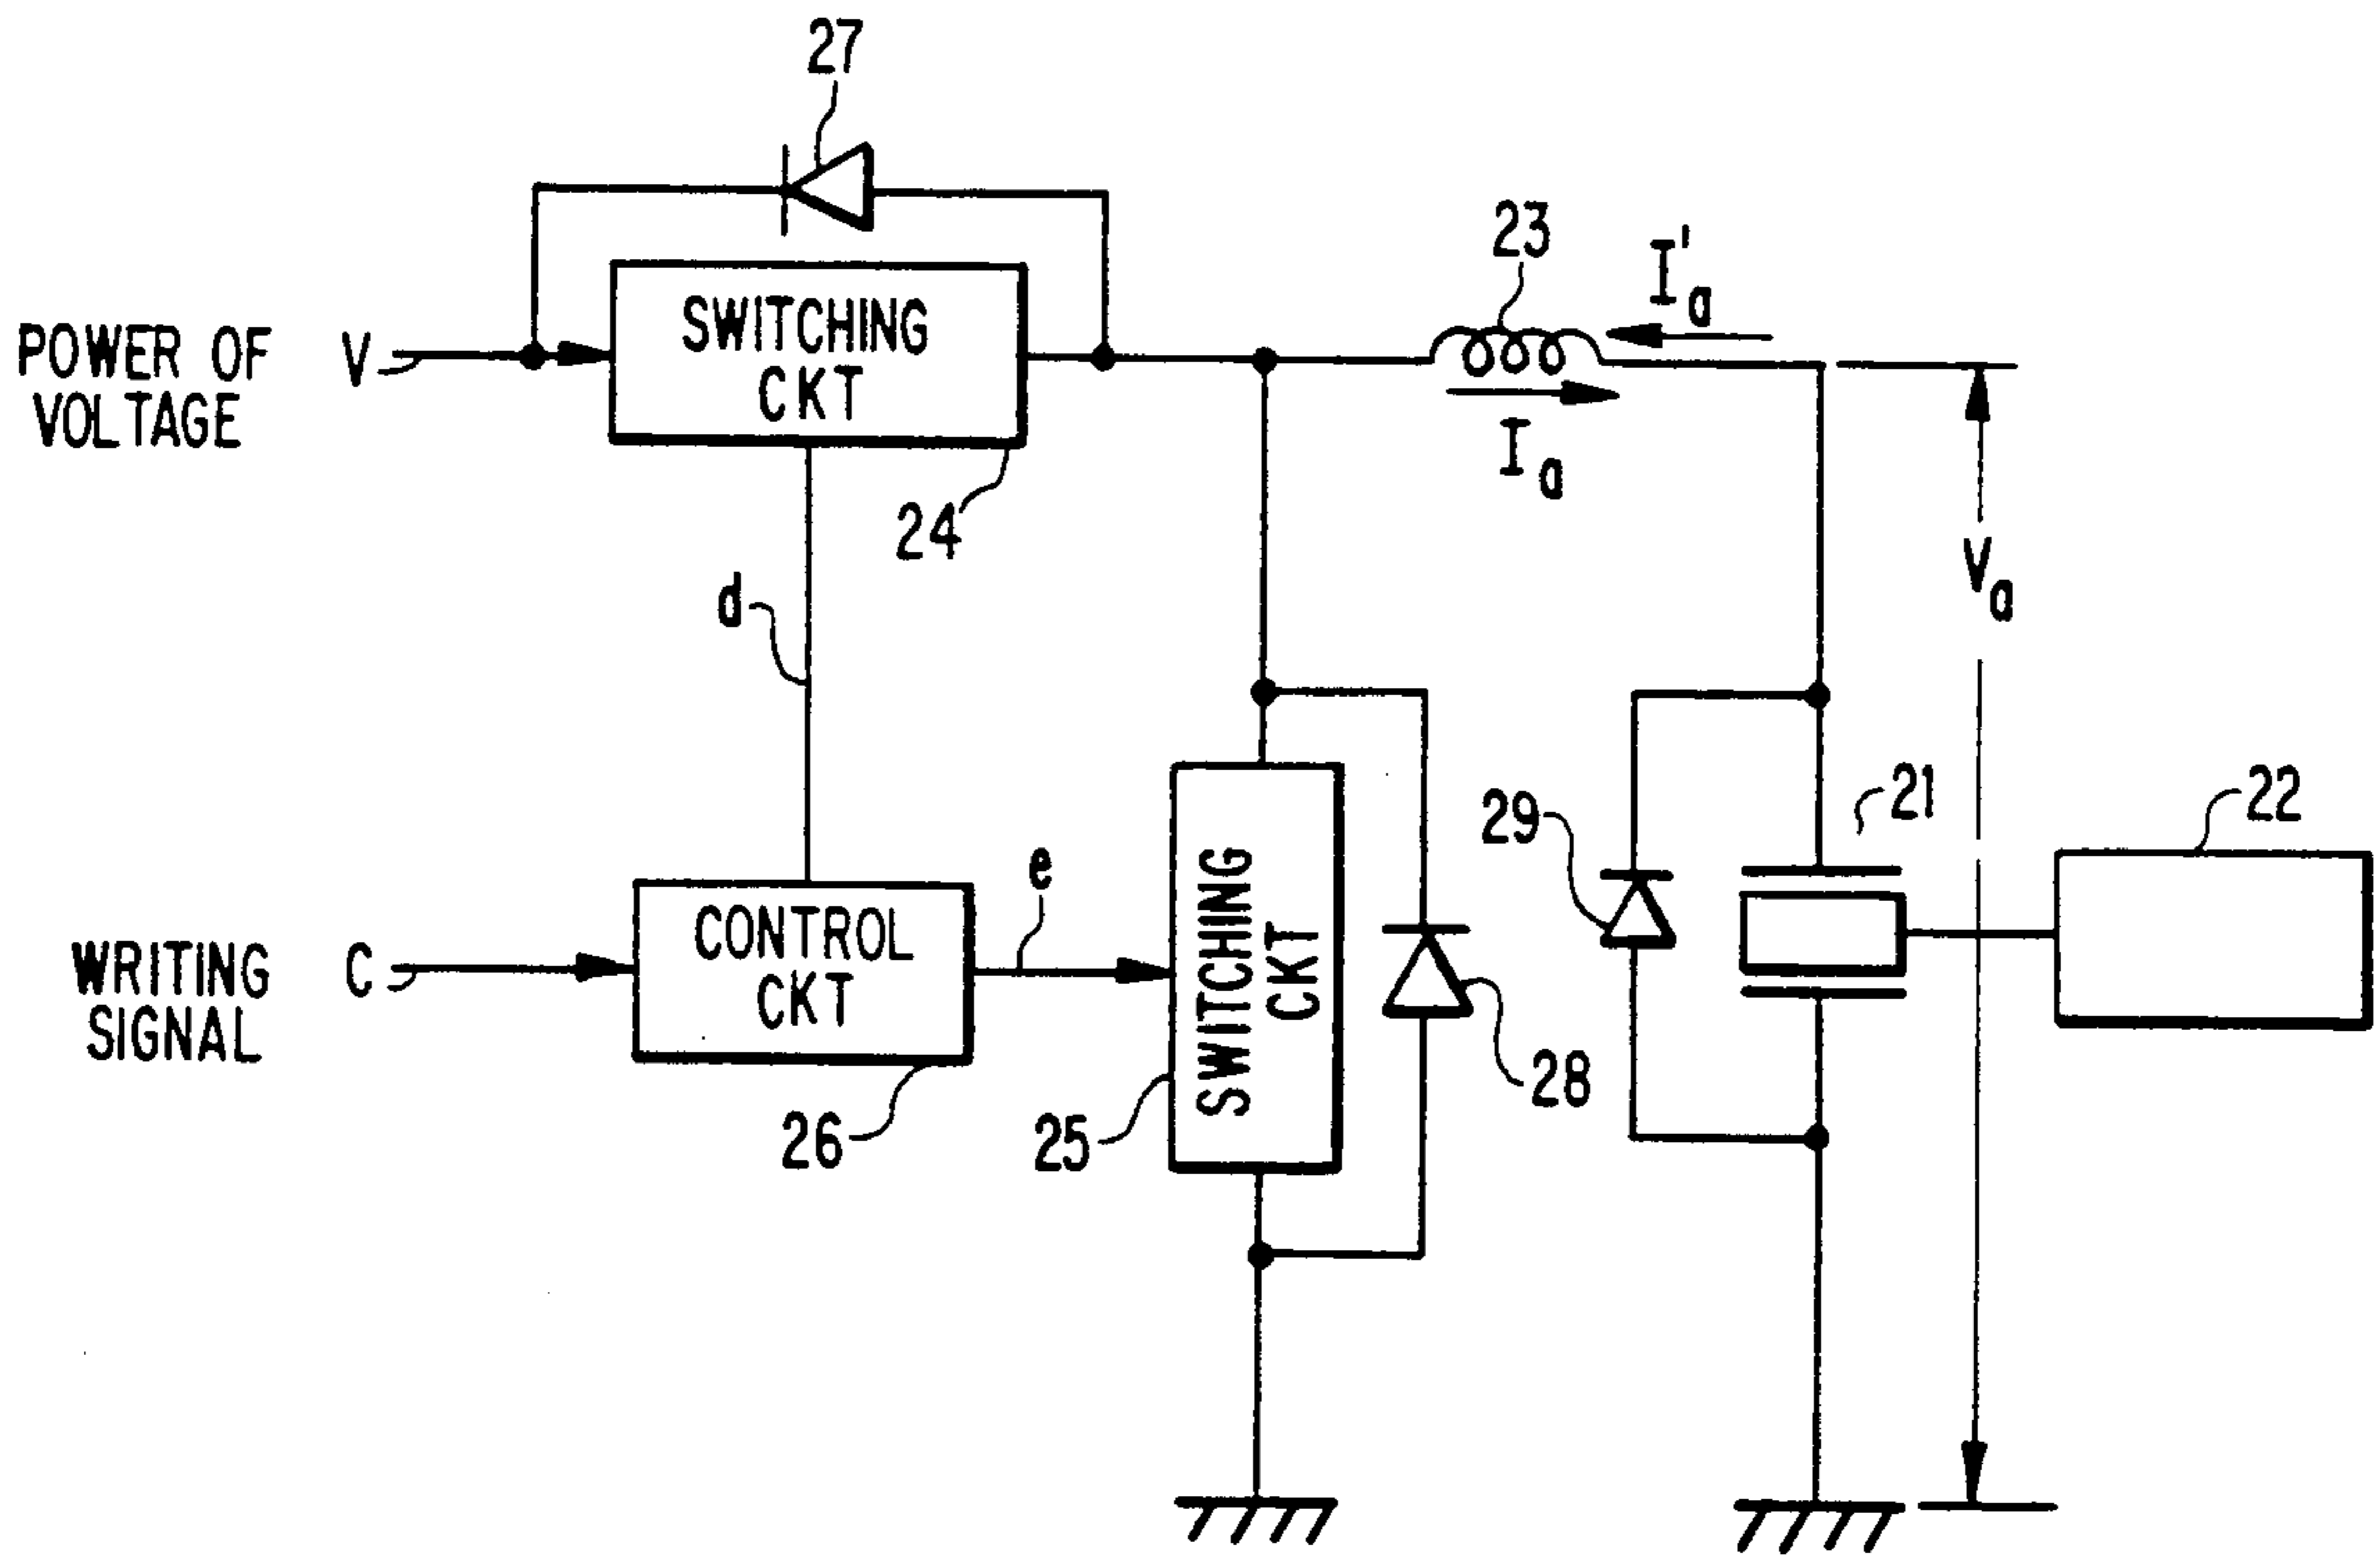 27
23
I'a
POWER OF
VOLTAGE
V
SWITCHING
CKT
Ia
24
Va
d
21
22
29
e
WRITING
SIGNAL
C
CONTROL
CKT
SWITCHING
CKT
28
26
25